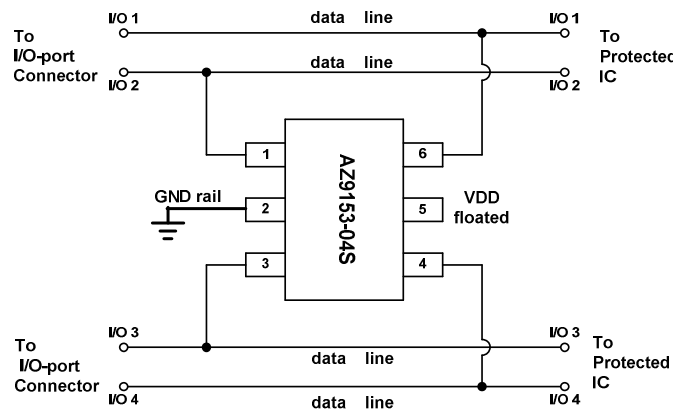 I/O 1
data line
I/O 1
To
I/O-port
Connector
To
Protected
IC
I/O 2
data line
I/O 2
1
6
GND rail
2
AZ9153-04S
5
VDD
floated
3
4
I/O 3
data line
I/O 3
To
I/O-port
Connector
To
Protected
IC
I/O 4
data line
I/O 4